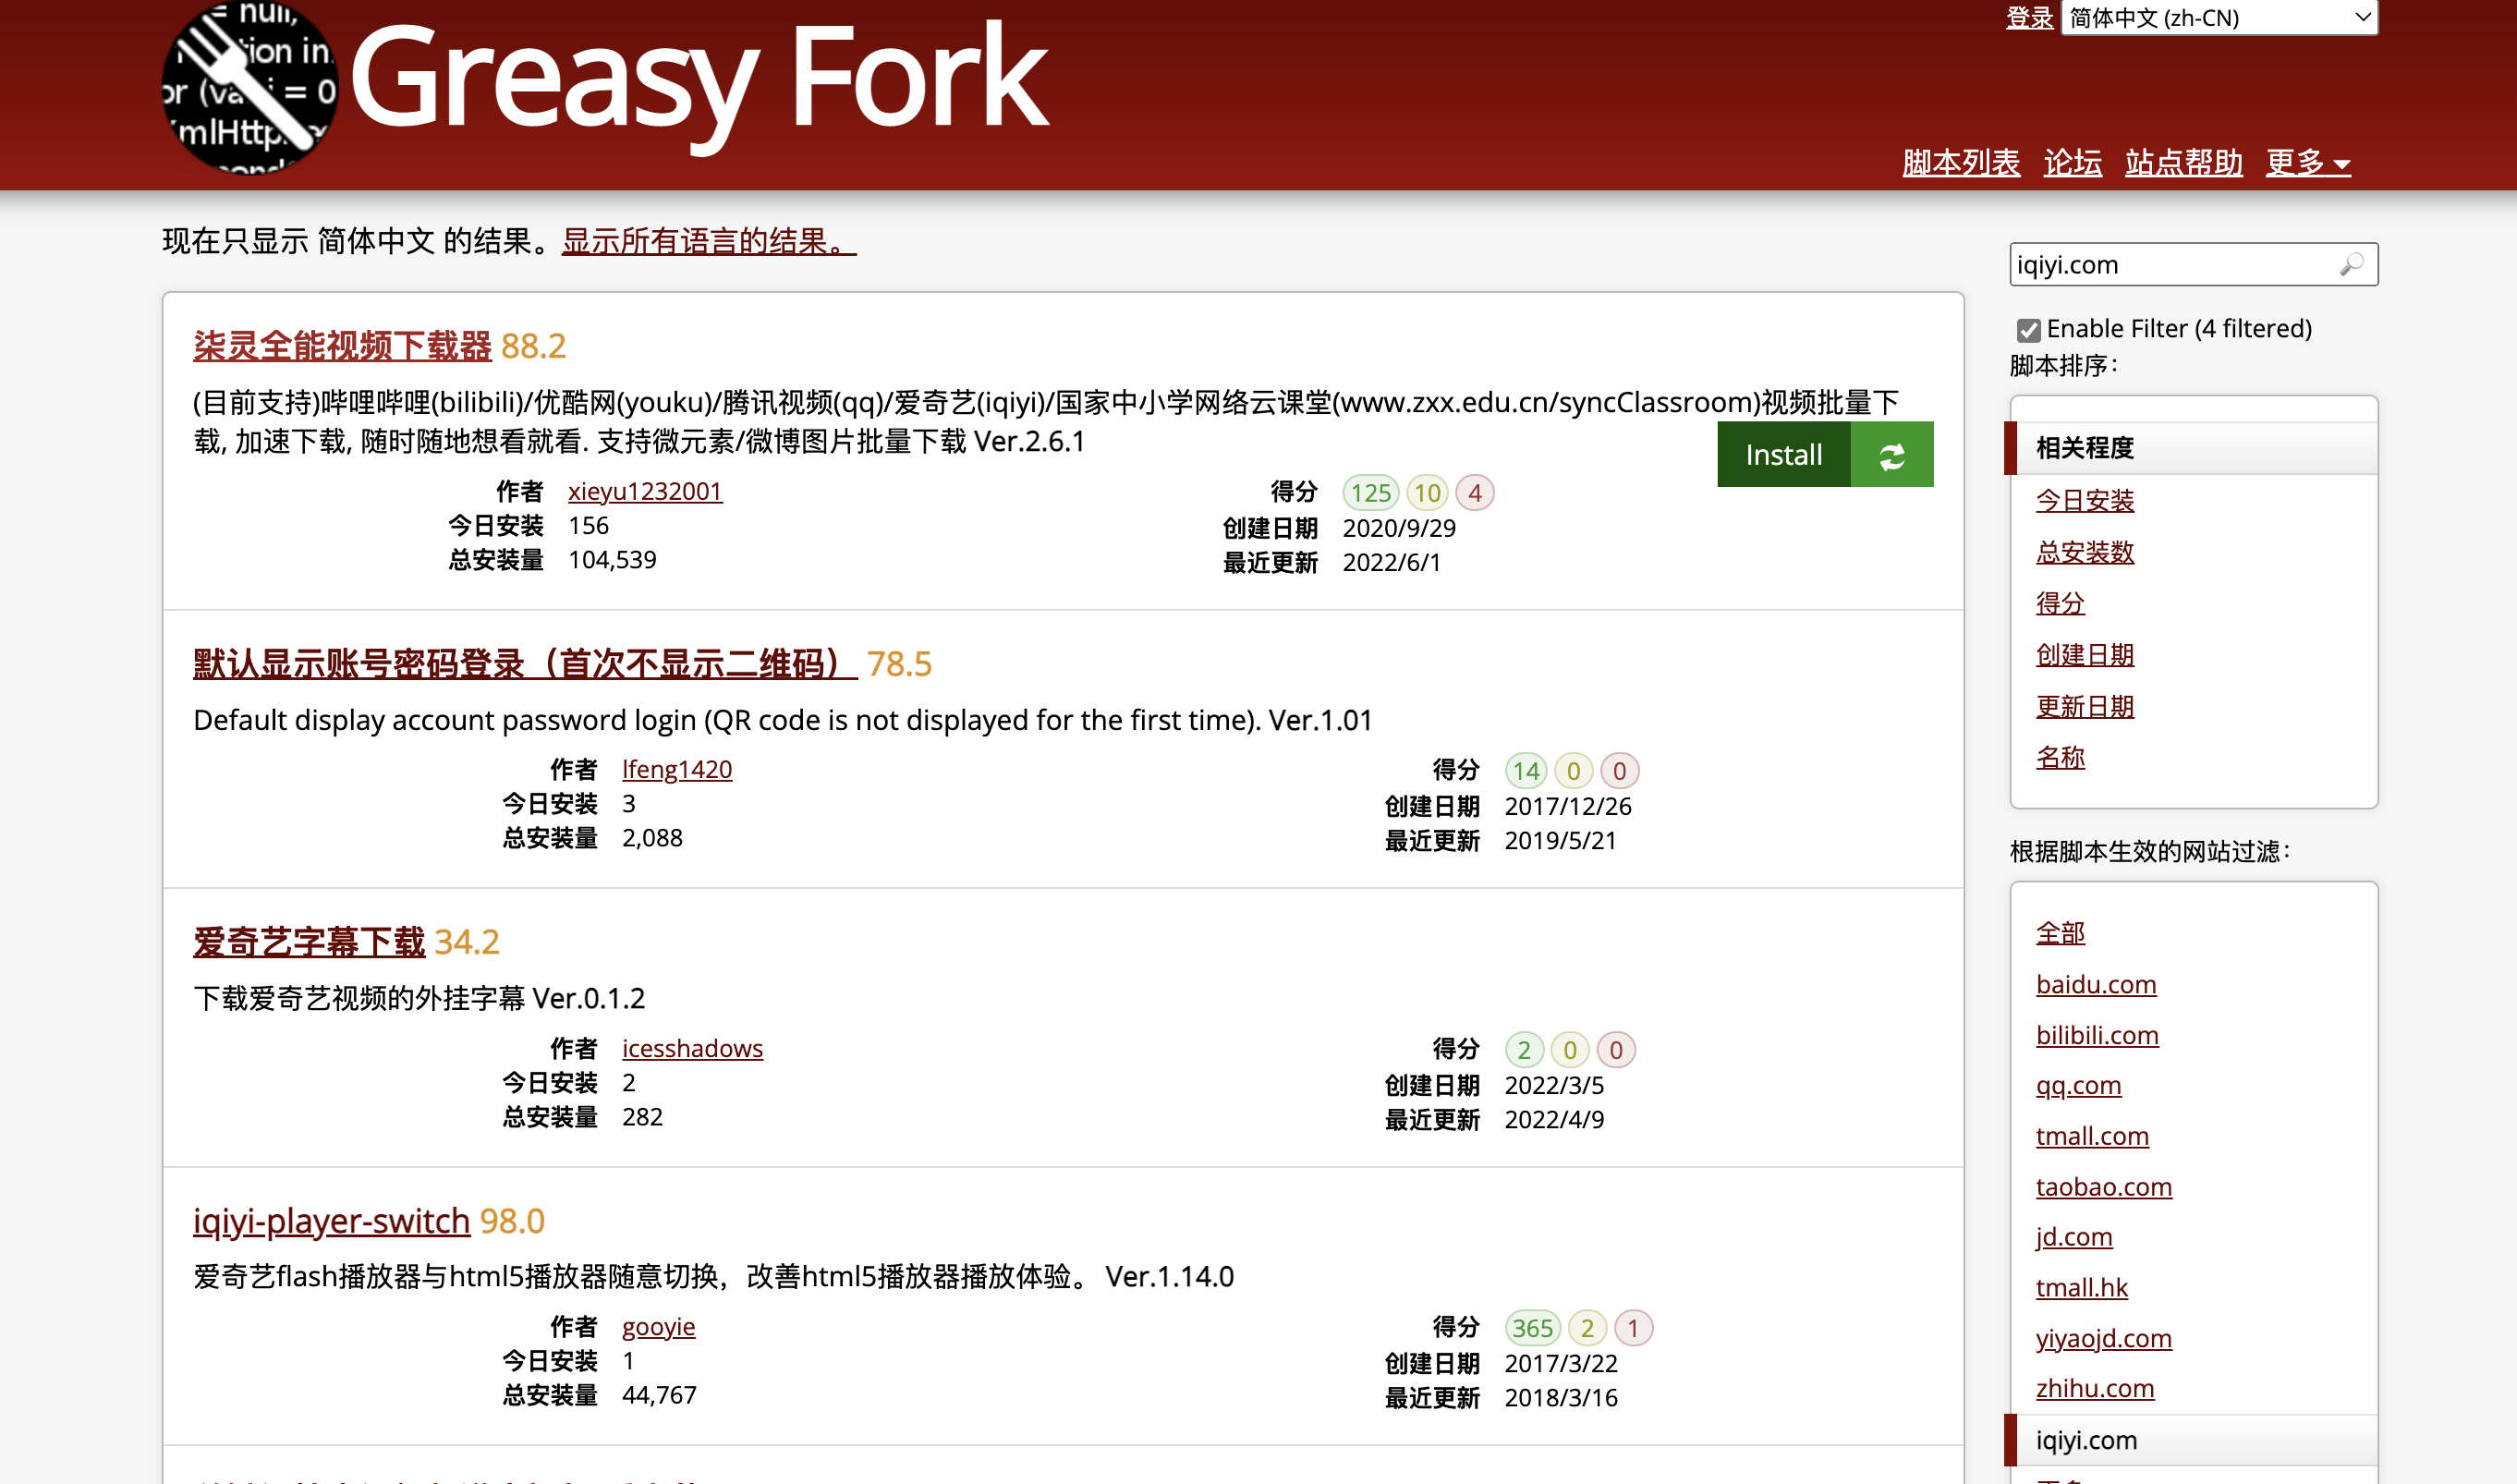 = null,
tion in
or (va i = 0
mlHttp
Greasy Fork
登录 简体中文 (zh-CN)
脚本列表 论坛 站点帮助 更多
现在只显示 简体中文 的结果。显示所有语言的结果。
柒灵全能视频下载器 88.2
(目前支持)哔哩哔哩(bilibili)/优酷网(youku)/腾讯视频(qq)/爱奇艺(iqiyi)/国家中小学网络云课堂(www.zxx.edu.cn/syncClassroom)视频批量下
载, 加速下载, 随时随地想看就看. 支持微元素/微博图片批量下载 Ver.2.6.1
Install
作者 xieyu1232001
今日安装 156
总安装量 104,539
得分 125 10 4
创建日期 2020/9/29
最近更新 2022/6/1
默认显示账号密码登录（首次不显示二维码） 78.5
Default display account password login (QR code is not displayed for the first time). Ver.1.01
作者 lfeng1420
今日安装 3
总安装量 2,088
得分 14 0 0
创建日期 2017/12/26
最近更新 2019/5/21
爱奇艺字幕下载 34.2
下载爱奇艺视频的外挂字幕 Ver.0.1.2
作者 icesshadows
今日安装 2
总安装量 282
得分 2 0 0
创建日期 2022/3/5
最近更新 2022/4/9
iqiyi-player-switch 98.0
爱奇艺flash播放器与html5播放器随意切换，改善html5播放器播放体验。 Ver.1.14.0
作者 gooyie
今日安装 1
总安装量 44,767
得分 365 2 1
创建日期 2017/3/22
最近更新 2018/3/16
iqiyi.com
Enable Filter (4 filtered)
脚本排序：
相关程度
今日安装
总安装数
得分
创建日期
更新日期
名称
根据脚本生效的网站过滤：
全部
baidu.com
bilibili.com
qq.com
tmall.com
taobao.com
jd.com
tmall.hk
yiyaojd.com
zhihu.com
iqiyi.com